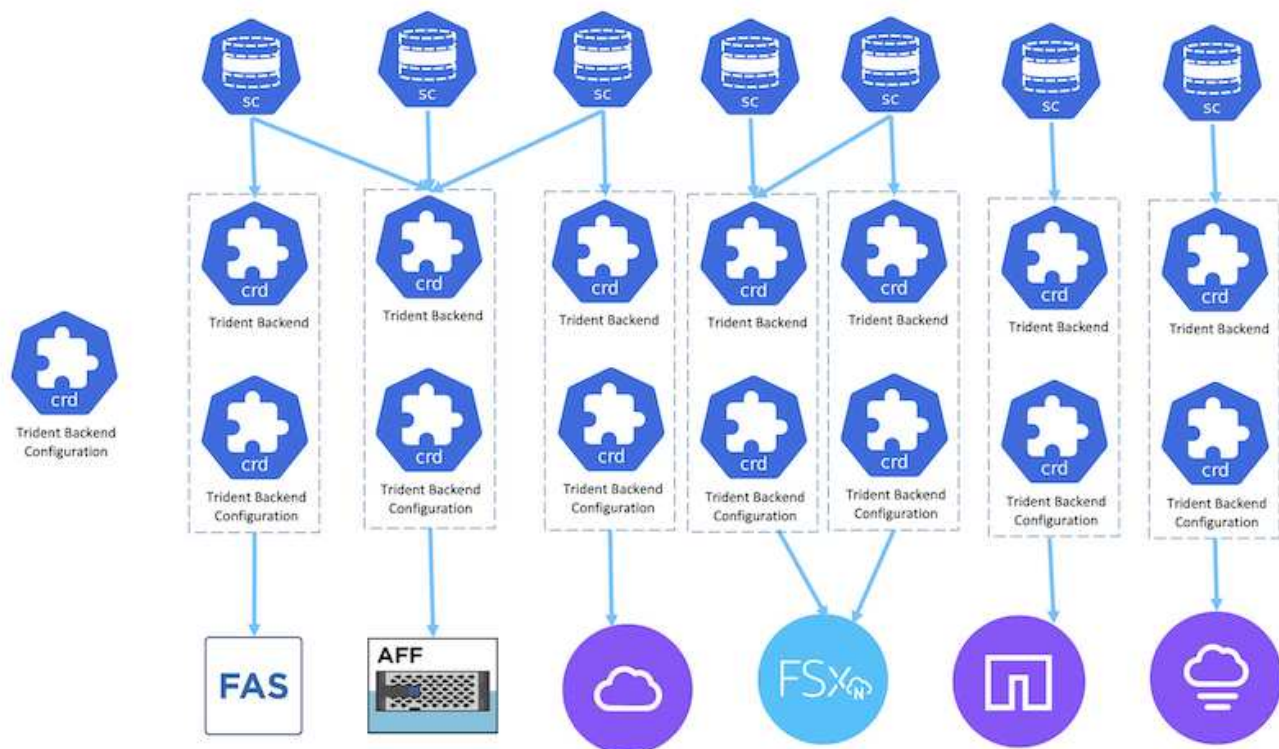 sc
sc
sc
sc
sc
sc
sc
crd
crd
crd
crd
crd
crd
crd
Trident Backend
Trident Backend
Trident Backend
Trident Backend
Trident Backend
Trident Backend
Trident Backend
crd
Trident Backend
Configuration
crd
crd
crd
crd
crd
crd
crd
Trident Backend
Configuration
Trident Backend
Configuration
Trident Backend
Configuration
Trident Backend
Configuration
Trident Backend
Configuration
Trident Backend
Configuration
Trident Backend
Configuration
FAS
AFF
FSx
N